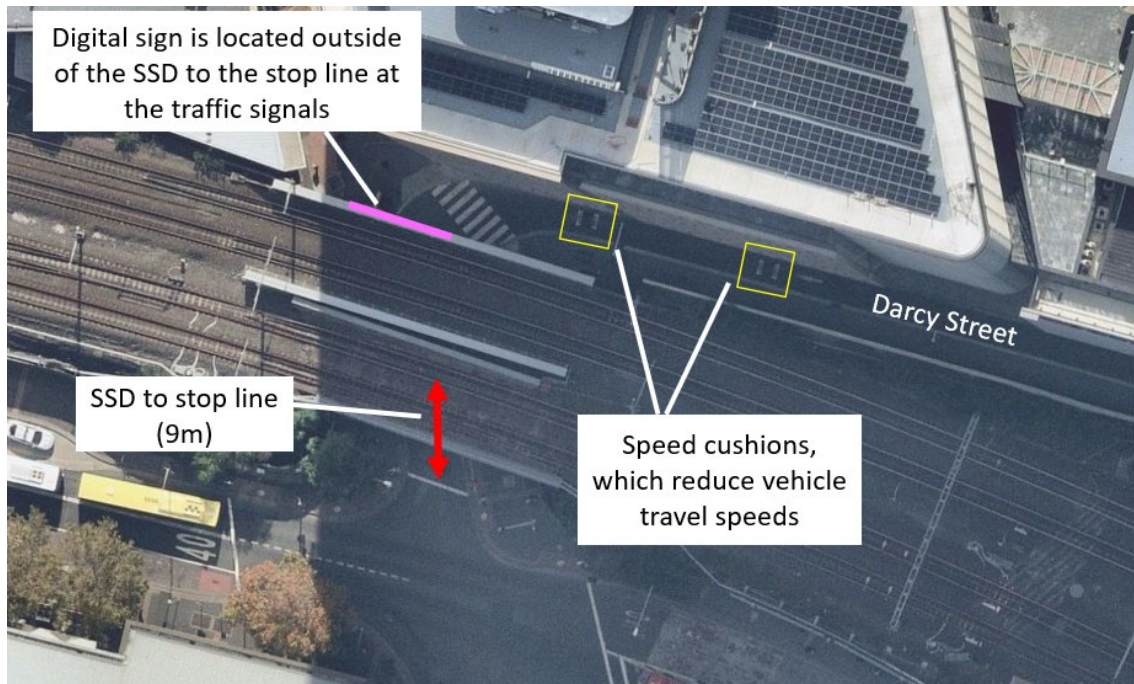 Digital sign is located outside
of the SSD to the stop line at
the traffic signals
Darcy Street
SSD to stop line
(9m)
Speed cushions,
which reduce vehicle
travel speeds
40